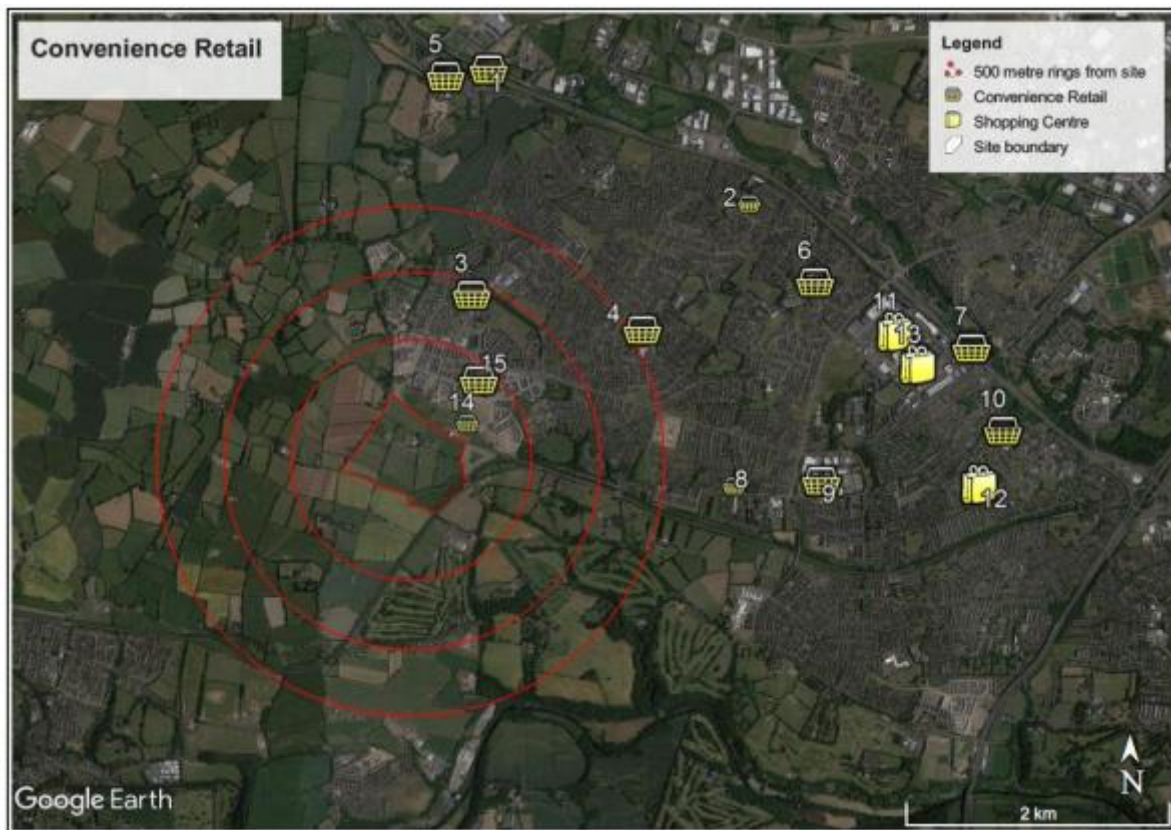 Convenience Retail
Legend
500 metre rings from site
Convenience Retail
Shopping Centre
Site boundary
5
1
2
6
3
4
11
13
7
15
14
10
8
9
12
N
Google Earth
2 km